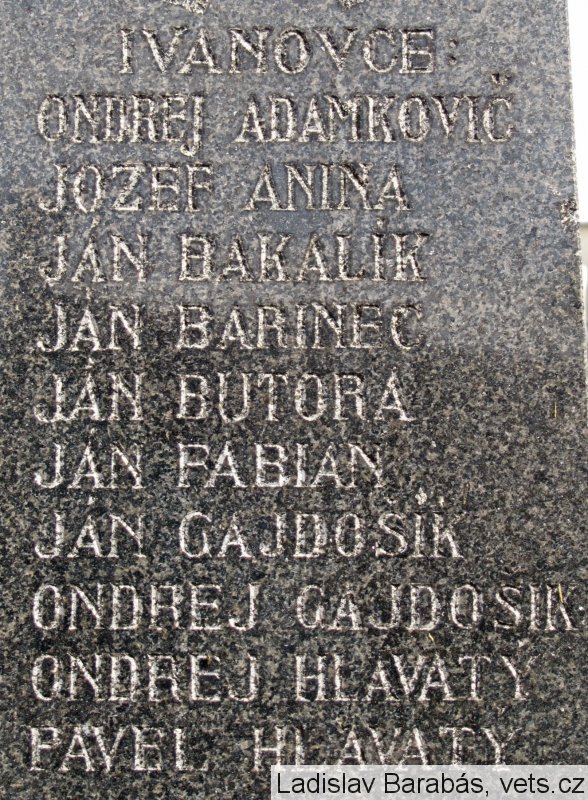 IVANOVCE:
ONDREJ ADAMKOVIČ
JOZEF ANINA
JÁN BAKALÍK
JÁN BARINEC
JÁN BUTORA
JÁN FABIAN
JÁN GAJDOŠÍK
ONDREJ GAJDOŠIK
ONDREJ HLAVATÝ
PAVEL HLAVATÝ
Ladislav Barabás, vets.cz